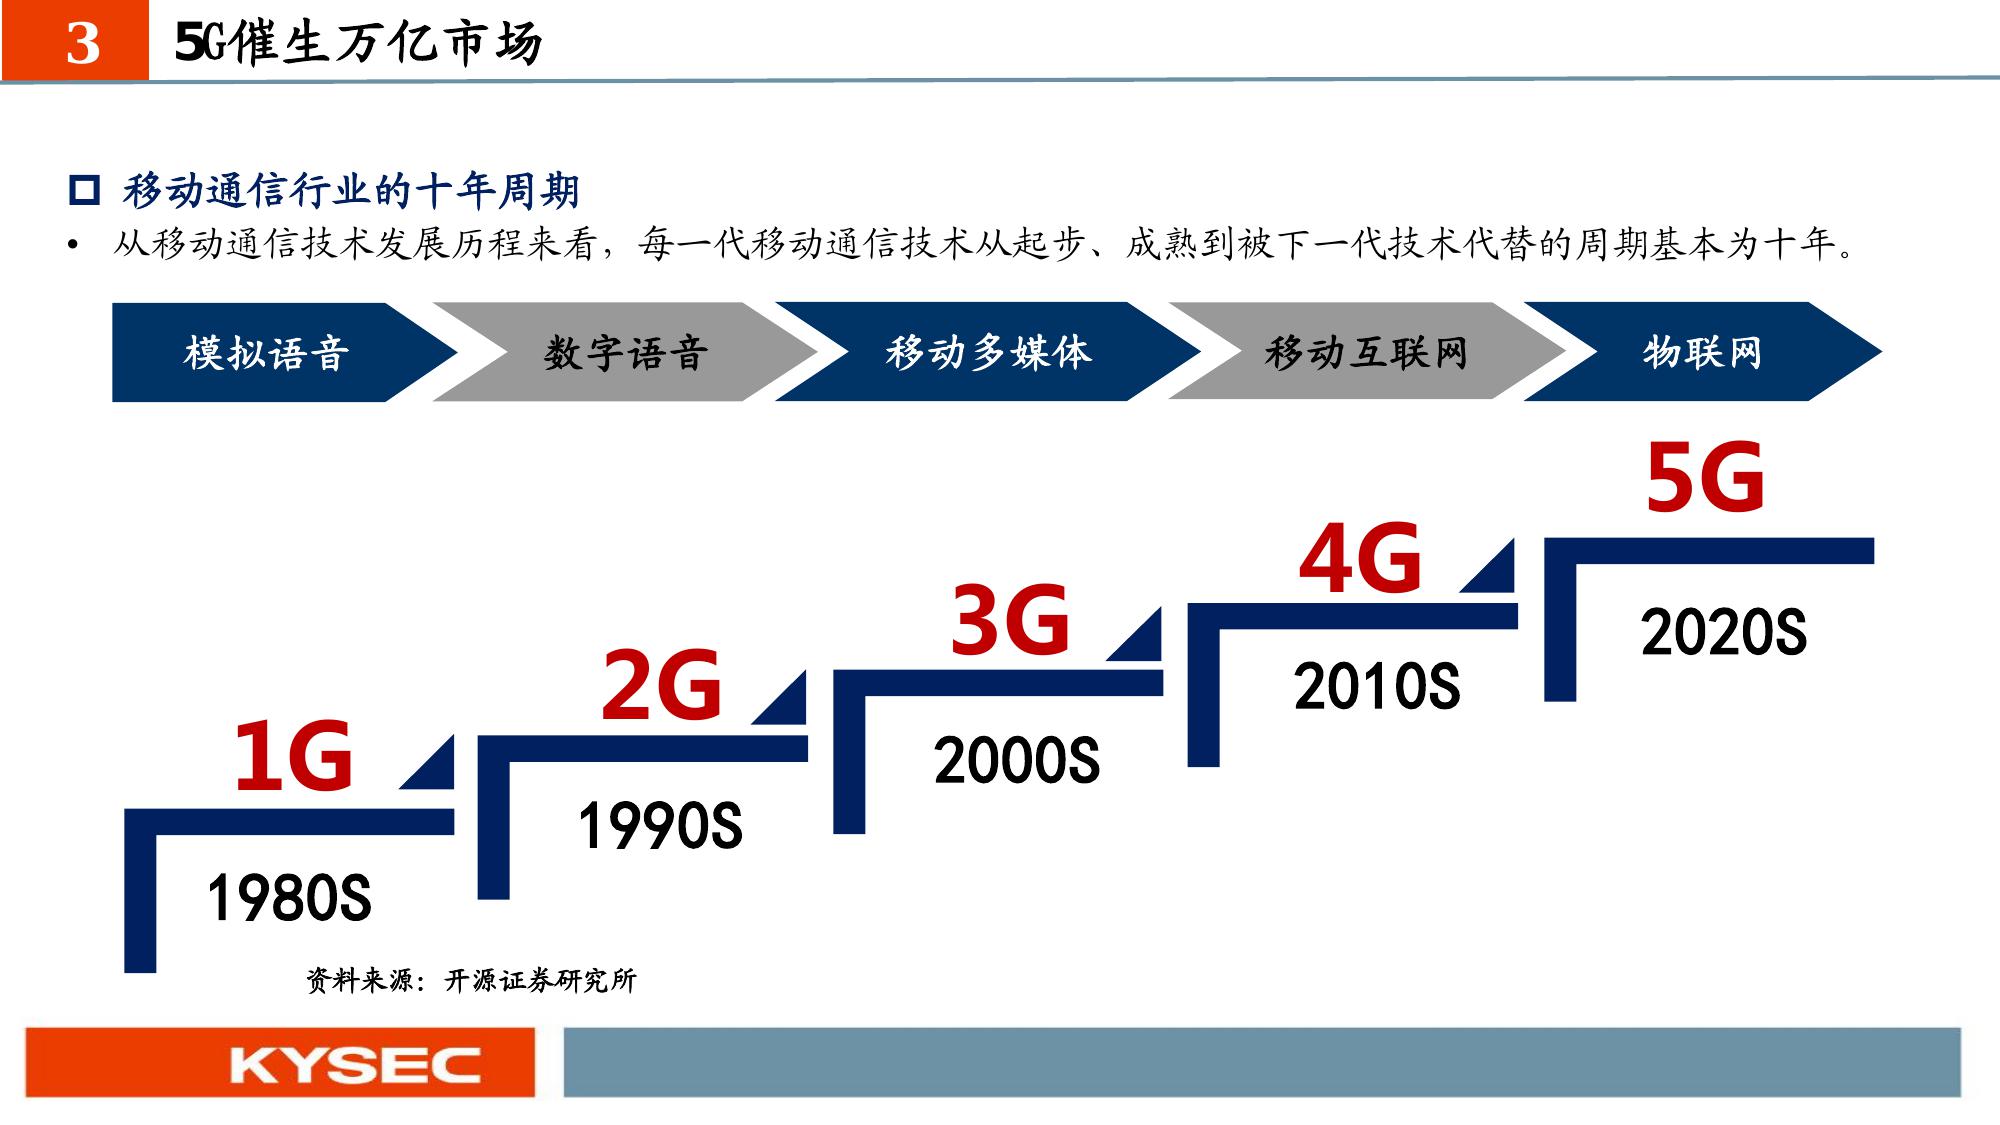 3
5G催生万亿市场
移动通信行业的十年周期
• 从移动通信技术发展历程来看，每一代移动通信技术从起步、成熟到被下一代技术代替的周期基本为十年。
模拟语音
数字语音
移动多媒体
移动互联网
物联网
1G
2G
3G
4G
5G
1980S
1990S
2000S
2010S
2020S
资料来源：开源证券研究所
KYSEC